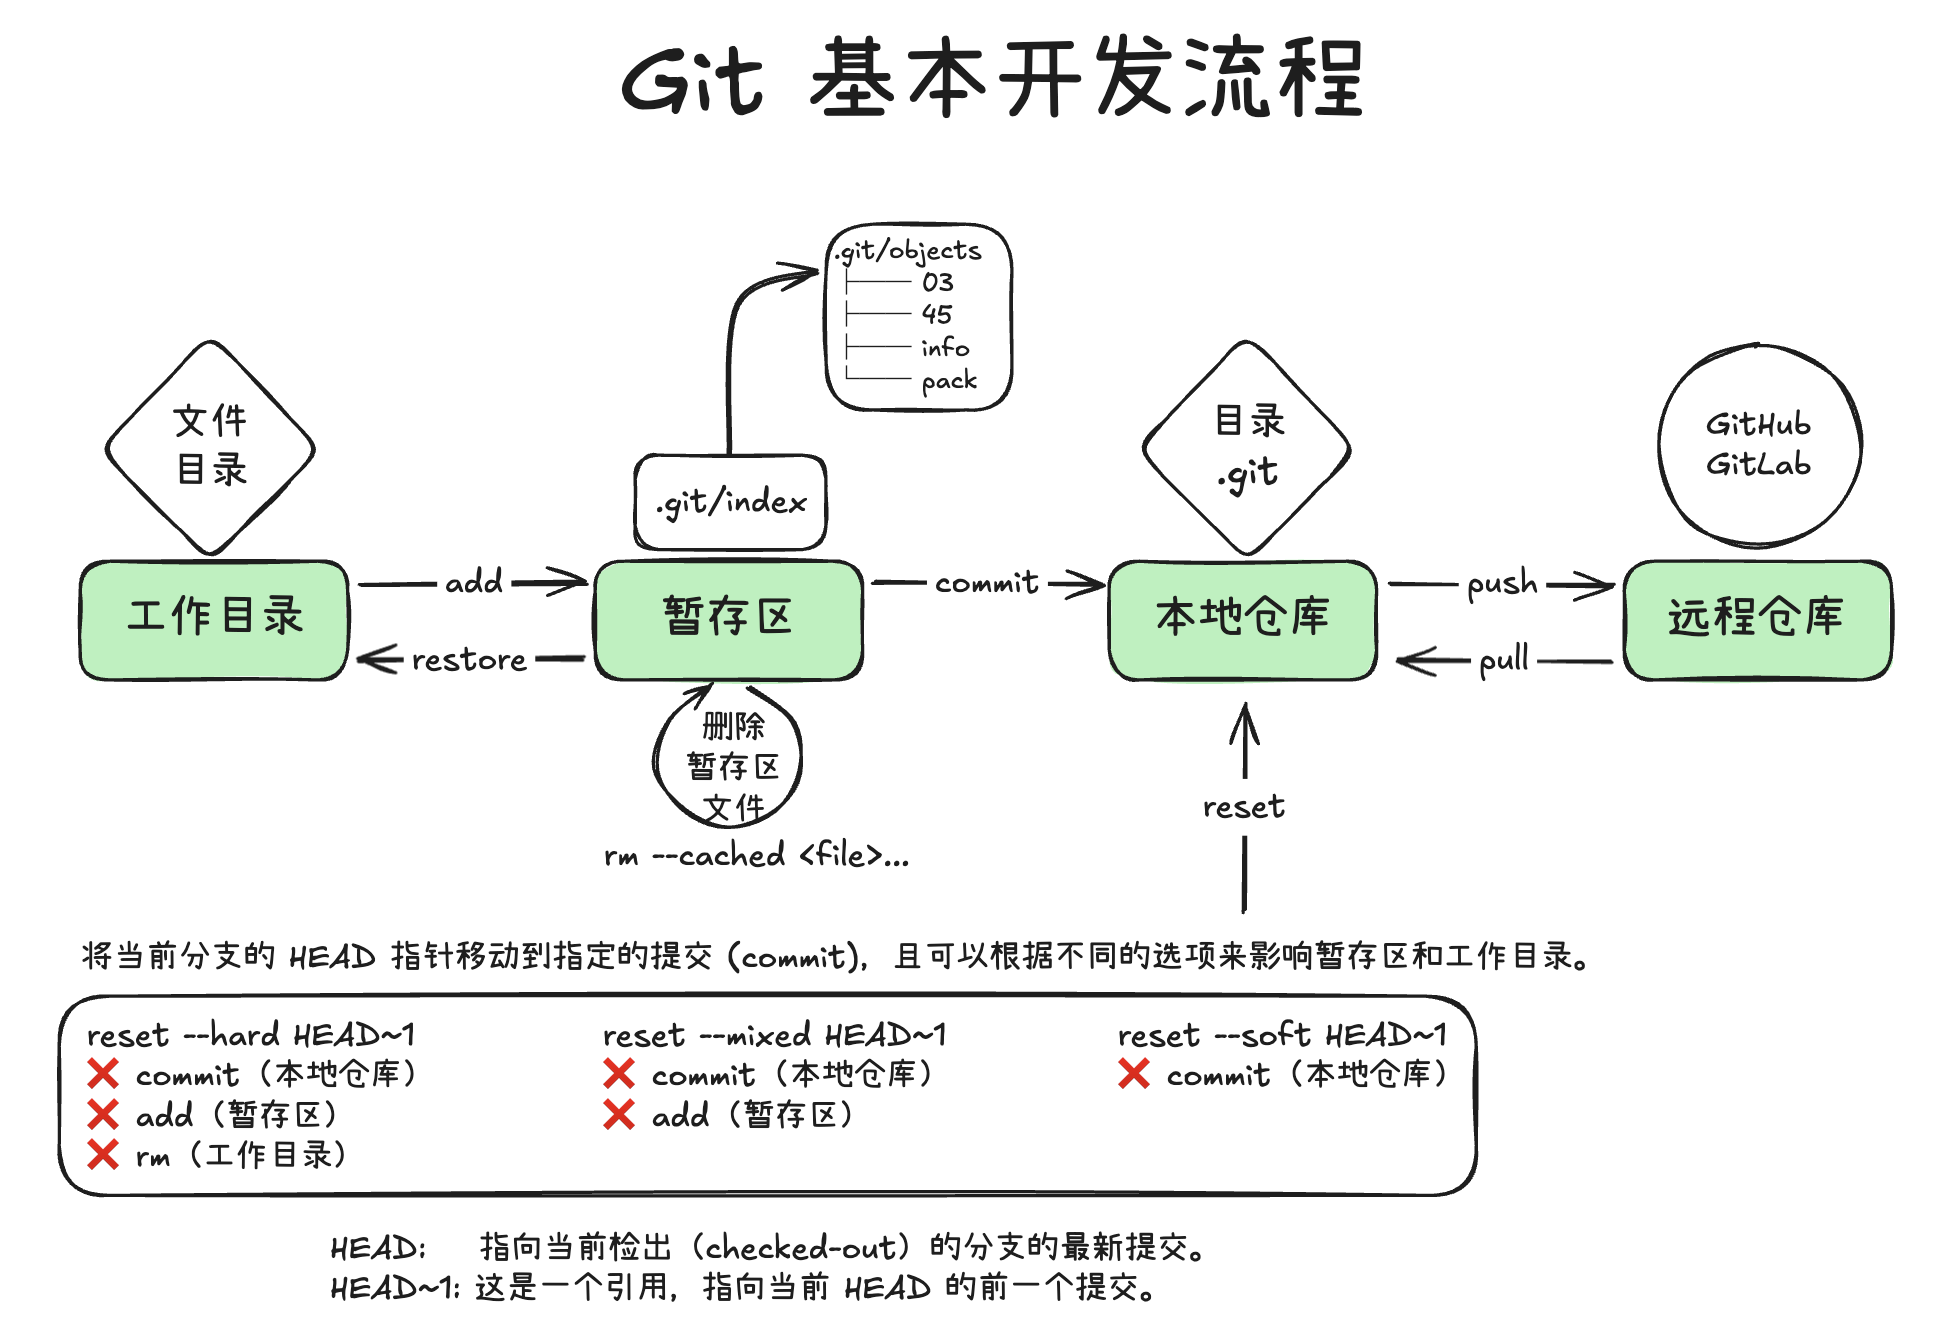 Git 基本开发流程
.git/objects
03
45
info
pack
文件
目录
.git/index
目录
.git
GitHub
GitLab
工作目录
add
restore
暂存区
commit
本地仓库
push
pull
远程仓库
删除
暂存区
文件
rm --cached <file>...
reset
将当前分支的 HEAD 指针移动到指定的提交 (commit)，且可以根据不同的选项来影响暂存区和工作目录。
reset --hard HEAD~1
❌ commit（本地仓库）
❌ add（暂存区）
❌ rm（工作目录）
reset --mixed HEAD~1
❌ commit（本地仓库）
❌ add（暂存区）
reset --soft HEAD~1
❌ commit（本地仓库）
HEAD: 指向当前检出（checked-out）的分支的最新提交。
HEAD~1: 这是一个引用，指向当前 HEAD 的前一个提交。